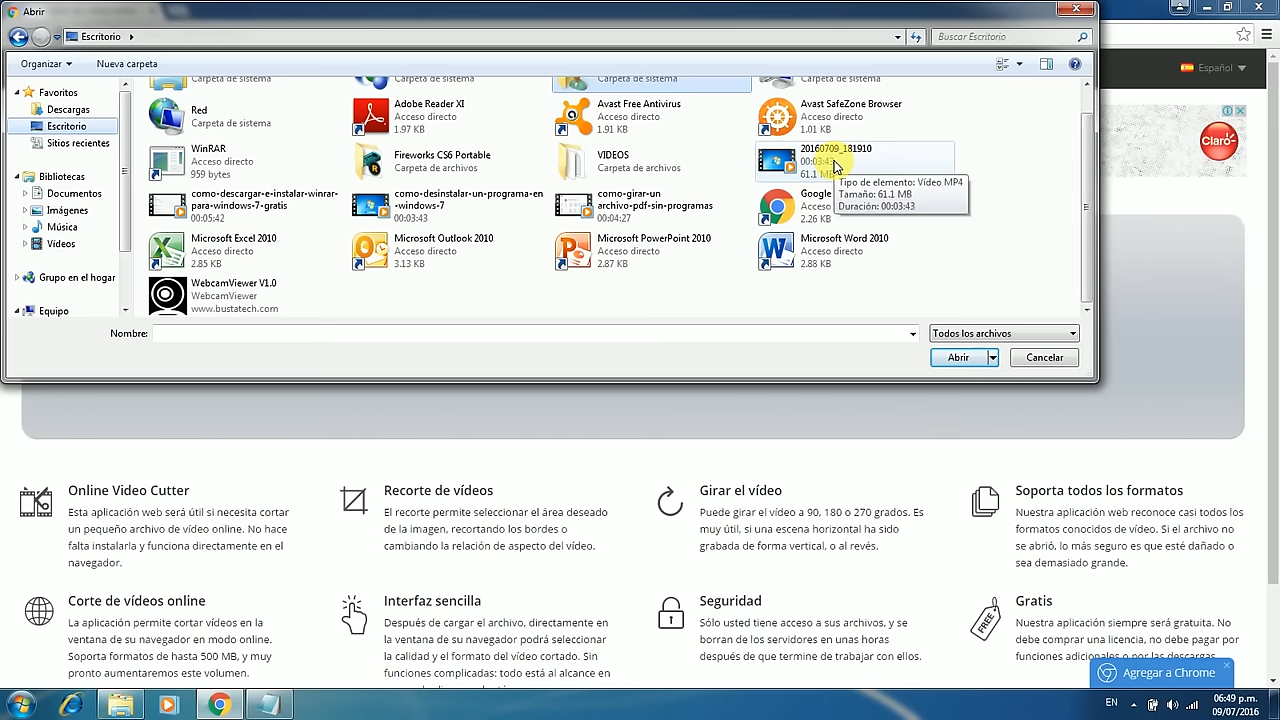 Abrir
Escritorio
Buscar Escritorio
Organizar
Nueva carpeta
Español
Favoritos
Descargas
Escritorio
Sitios recientes
Bibliotecas
Documentos
Imágenes
Música
Vídeos
Grupo en el hogar
Equipo
Carpeta de sistema
Carpeta de sistema
Carpeta de sistema
Carpeta de sistema
Red
Carpeta de sistema
Adobe Reader XI
Acceso directo
1.97 KB
Avast Free Antivirus
Acceso directo
1.91 KB
Avast SafeZone Browser
Acceso directo
1.01 KB
WinRAR
Acceso directo
959 bytes
Fireworks CS6 Portable
Carpeta de archivos
VIDEOS
Carpeta de archivos
20160709_181910
00:03:43
61.1 MB
Tipo de elemento: Vídeo MP4
Tamaño: 61.1 MB
Duración: 00:03:43
como-descargar-e-instalar-winrar-
para-windows-7-gratis
00:05:42
como-desinstalar-un-programa-en
-windows-7
00:03:43
como-girar-un
archivo-pdf-sin-programas
00:04:27
Google
Acceso
2.26 KB
Microsoft Excel 2010
Acceso directo
2.85 KB
Microsoft Outlook 2010
Acceso directo
3.13 KB
Microsoft PowerPoint 2010
Acceso directo
2.87 KB
Microsoft Word 2010
Acceso directo
2.88 KB
WebcamViewer V1.0
WebcamViewer
www.bustatech.com
Nombre:
Todos los archivos
Abrir
Cancelar
Claro
Online Video Cutter
Esta aplicación web será útil si necesita cortar
un pequeño archivo de vídeo online. No hace
falta instalarla y funciona directamente en el
navegador.
Recorte de vídeos
El recorte permite seleccionar el área deseado
de la imagen, recortando los bordes o
cambiando la relación de aspecto del vídeo.
Girar el vídeo
Puede girar el vídeo a 90, 180 o 270 grados. Es
muy útil, si una escena horizontal ha sido
grabada de forma vertical, o al revés.
Soporta todos los formatos
Nuestra aplicación web reconoce casi todos los
formatos conocidos de vídeo. Si el archivo no
se abrió, lo más seguro es que esté dañado o
sea demasiado grande.
Corte de vídeos online
La aplicación permite cortar vídeos en la
ventana de su navegador en modo online.
Soporta formatos de hasta 500 MB, y muy
pronto aumentaremos este volumen.
Interfaz sencilla
Después de cargar el archivo, directamente en
la ventana de su navegador podrá seleccionar
la calidad y el formato del vídeo cortado. Sin
funciones complicadas: todo está al alcance en
Seguridad
Sólo usted tiene acceso a sus archivos, y se
borran de los servidores en unas horas
después de que termine de trabajar con ellos.
FREE
Gratis
Nuestra aplicación siempre será gratuita. No
debe comprar una licencia, no debe pagar por
funciones adicionales o por las descargas
Agregar a Chrome
EN
06:49 p.m.
09/07/2016